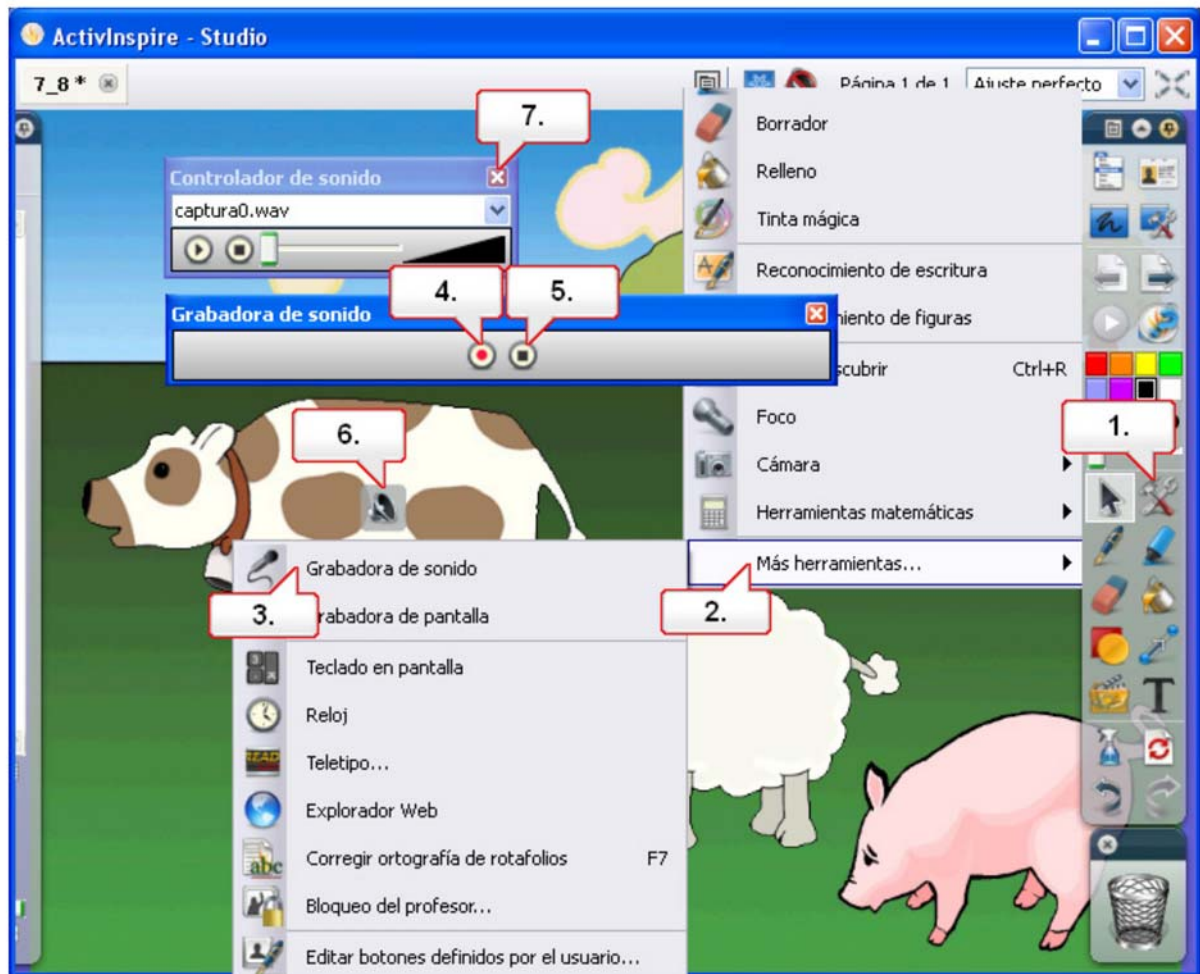 ActivInspire - Studio
7_8*
Página 1 de 1
Ajuste perfecto
7.
Controlador de sonido
captura0.wav
4.
5.
Grabadora de sonido
Borrador
Relleno
Tinta mágica
Reconocimiento de escritura
de figuras
Ctrl+R
Foco
Cámara
Herramientas matemáticas
Más herramientas...
1.
2.
6.
Grabadora de sonido
3.
de pantalla
Teclado en pantalla
Reloj
Teletipo...
Explorador Web
Corregir ortografía de rotafolios F7
Bloqueo del profesor...
Editar botones definidos por el usuario...
T
abc